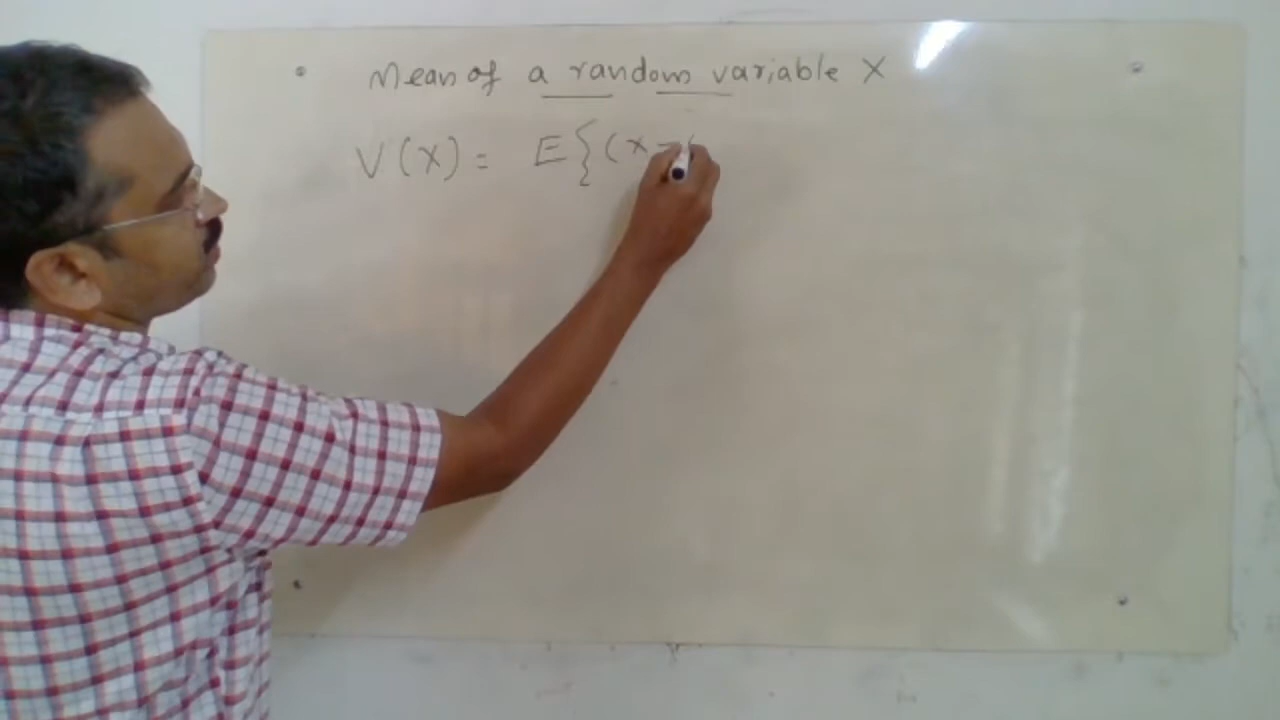 Mean of a random variable X
V(X) = E{(X-(